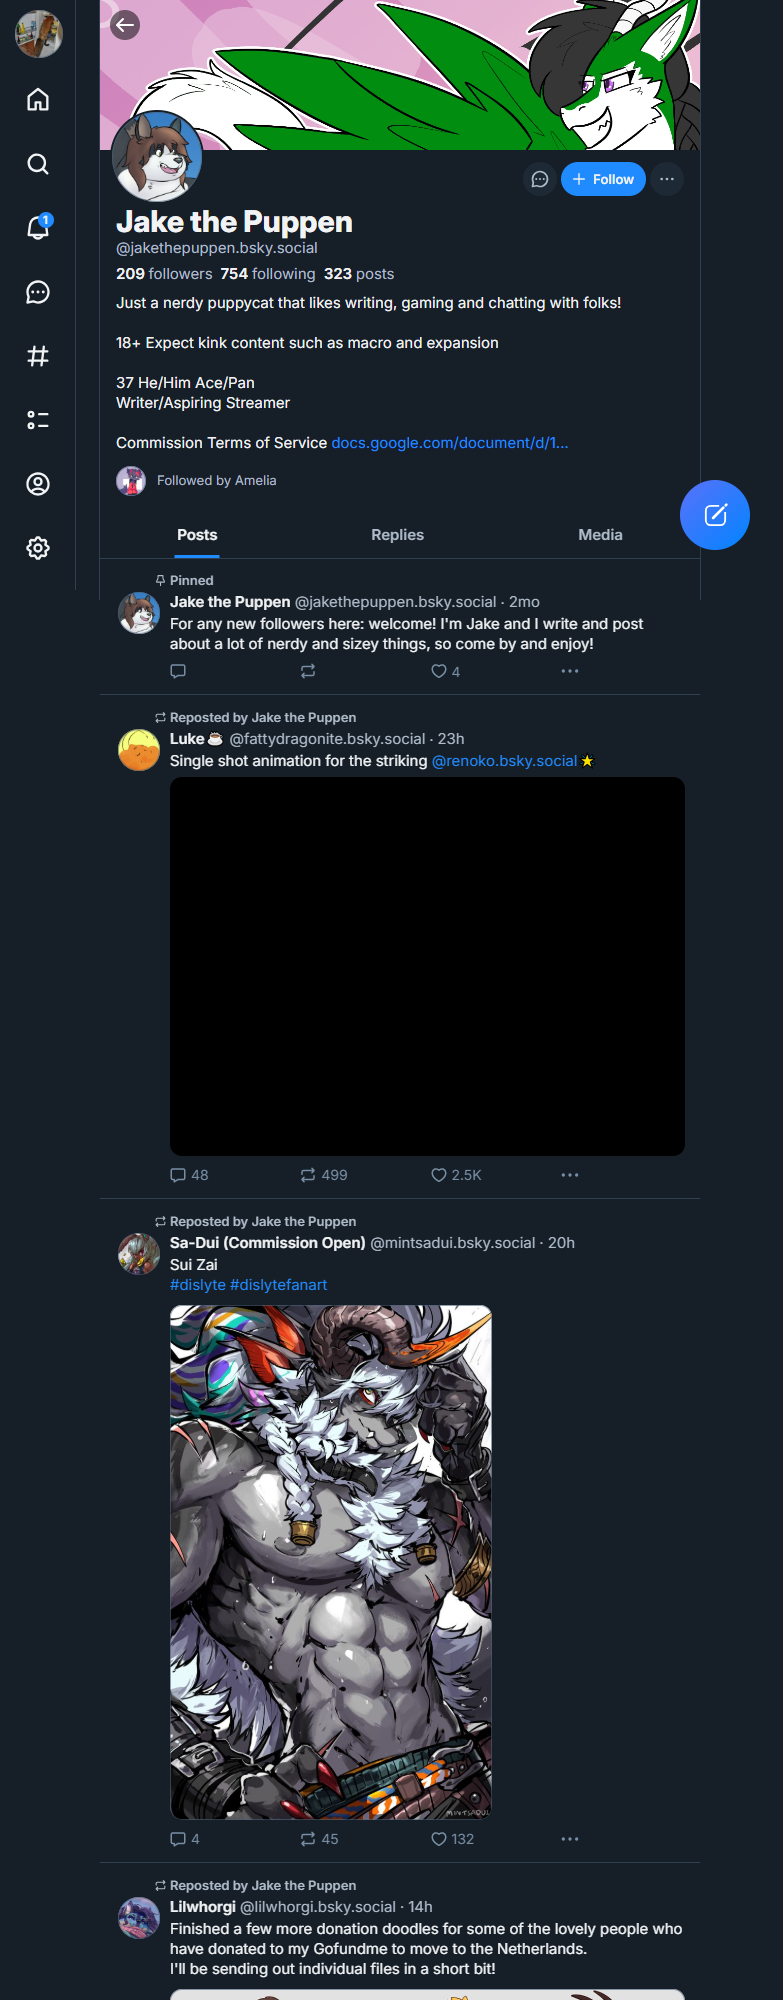 Follow
Jake the Puppen
@jakethepuppen.bsky.social
209 followers 754 following 323 posts
Just a nerdy puppycat that likes writing, gaming and chatting with folks!
18+ Expect kink content such as macro and expansion
37 He/Him Ace/Pan
Writer/Aspiring Streamer
Commission Terms of Service docs.google.com/document/d/1...
Followed by Amelia
1
Posts Replies Media
Pinned
Jake the Puppen @jakethepuppen.bsky.social · 2mo
For any new followers here: welcome! I'm Jake and I write and post
about a lot of nerdy and sizey things, so come by and enjoy!
4
Reposted by Jake the Puppen
Luke☕ @fattydragonite.bsky.social · 23h
Single shot animation for the striking @renoko.bsky.social⭐
48 499 2.5K
Reposted by Jake the Puppen
Sa-Dui (Commission Open) @mintsadui.bsky.social · 20h
Sui Zai
#dislyte #dislytefanart
MINTSADUI
4 45 132
Reposted by Jake the Puppen
Lilwhorgi @lilwhorgi.bsky.social · 14h
Finished a few more donation doodles for some of the lovely people who
have donated to my Gofundme to move to the Netherlands.
I'll be sending out individual files in a short bit!